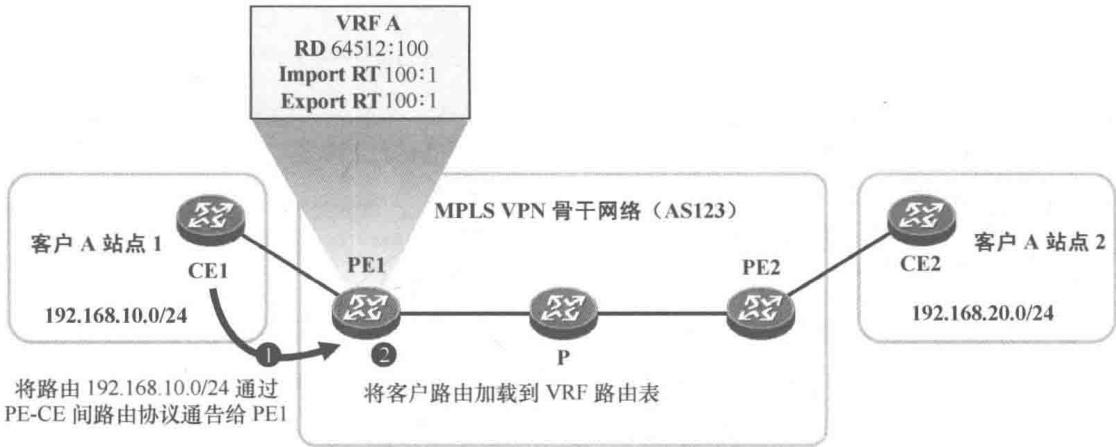 VRF A
RD 64512:100
Import RT 100:1
Export RT 100:1
MPLS VPN 骨干网络（AS123）
客户 A 站点 1
CE1
192.168.10.0/24
PE1
P
PE2
CE2
客户 A 站点 2
192.168.20.0/24
1
2
将路由 192.168.10.0/24 通过
PE-CE 间路由协议通告给 PE1
将客户路由加载到 VRF 路由表